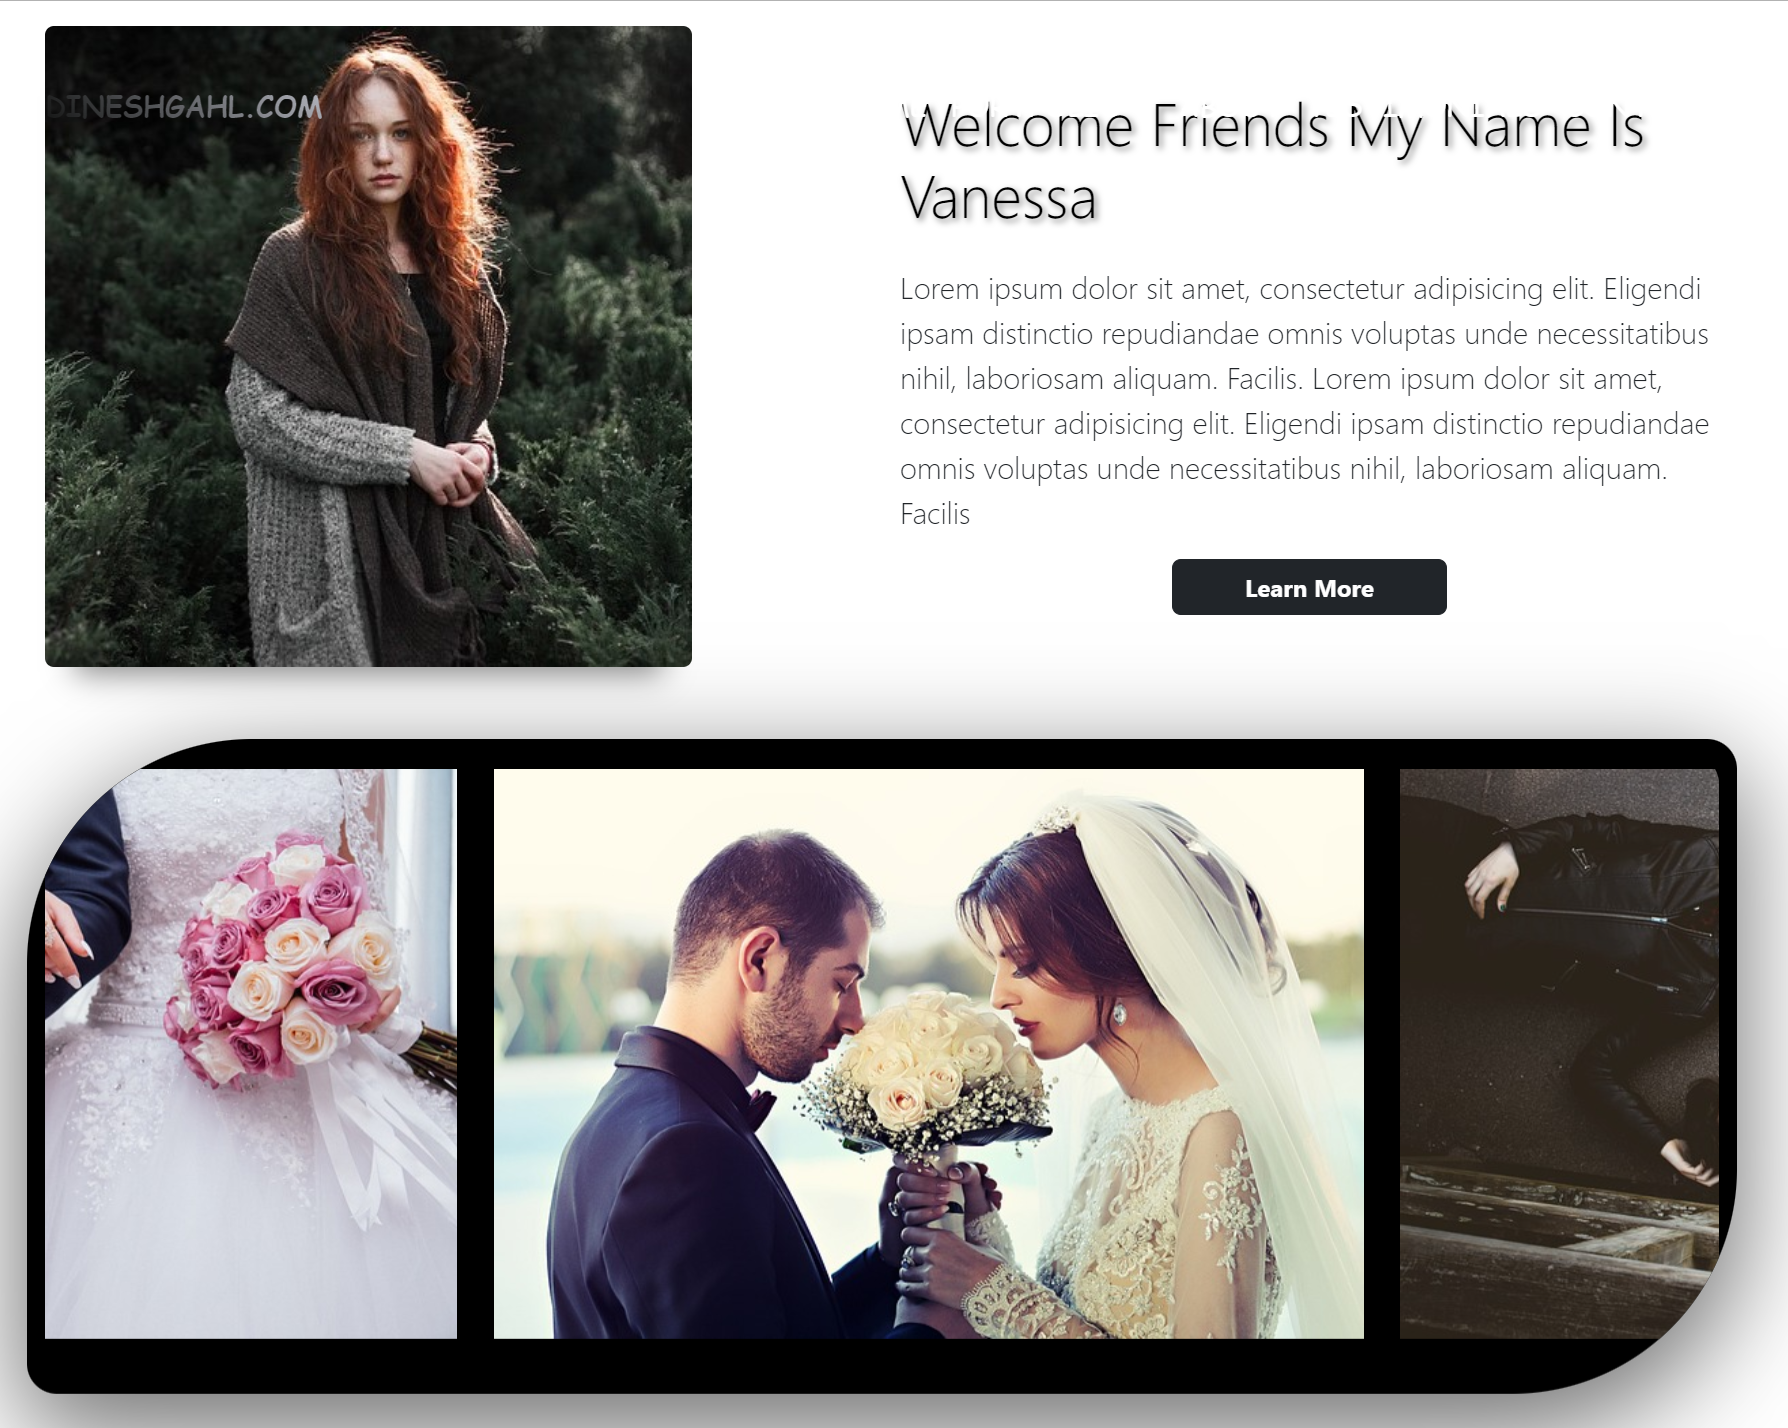 DINESHGAHL.COM
Welcome Friends My Name Is
Vanessa
Lorem ipsum dolor sit amet, consectetur adipisicing elit. Eligendi
ipsam distinctio repudiandae omnis voluptas unde necessitatibus
nihil, laboriosam aliquam. Facilis. Lorem ipsum dolor sit amet,
consectetur adipisicing elit. Eligendi ipsam distinctio repudiandae
omnis voluptas unde necessitatibus nihil, laboriosam aliquam.
Facilis
Learn More